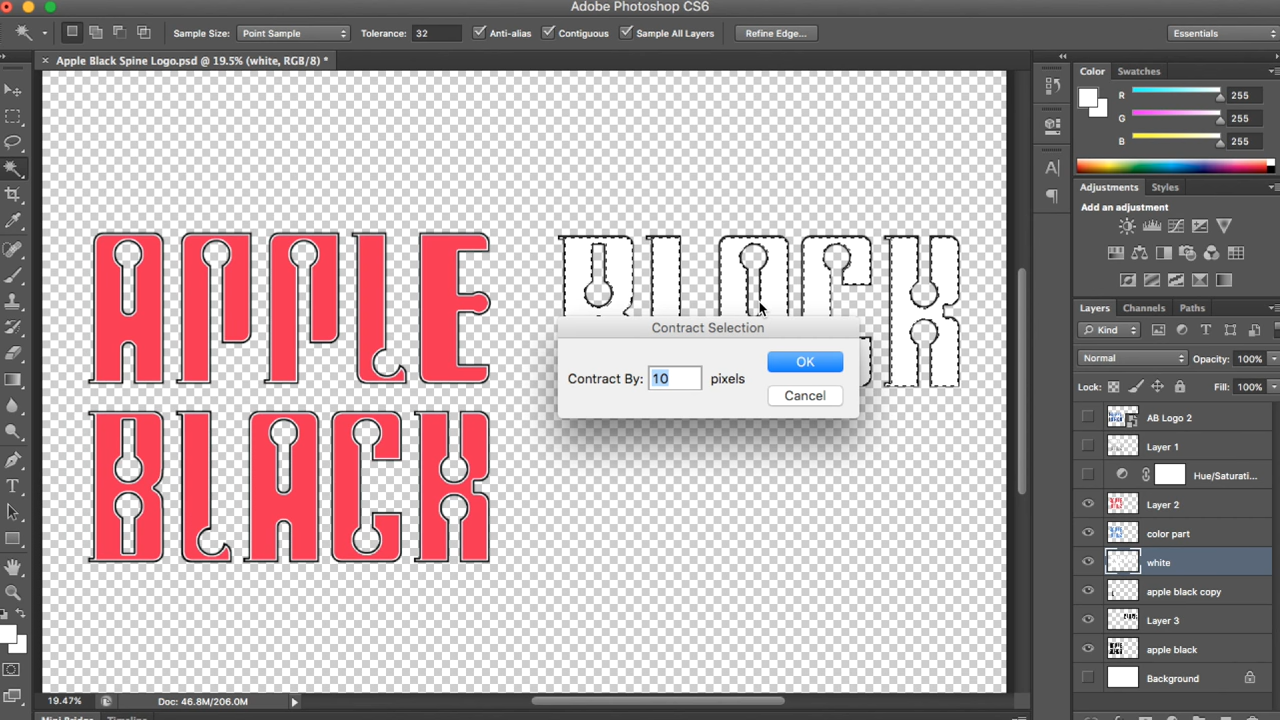 Adobe Photoshop CS6
Sample Size: Point Sample Tolerance: 32 Anti-alias Contiguous Sample All Layers Refine Edge... Essentials
× Apple Black Spine Logo.psd @ 19.5% (white, RGB/8) *
Color Swatches
R 255
G 255
B 255
Adjustments Styles
Add an adjustment
APPLE BLACK
BLACK
Contract Selection
Contract By: 10 pixels
OK
Cancel
Layers Channels Paths
Kind
Normal Opacity: 100%
Lock: Fill: 100%
AB Logo 2
Layer 1
Hue/Saturati...
Layer 2
color part
white
apple black copy
Layer 3
apple black
Background
19.47% Doc: 46.8M/206.0M
Mini Bridge Timeline